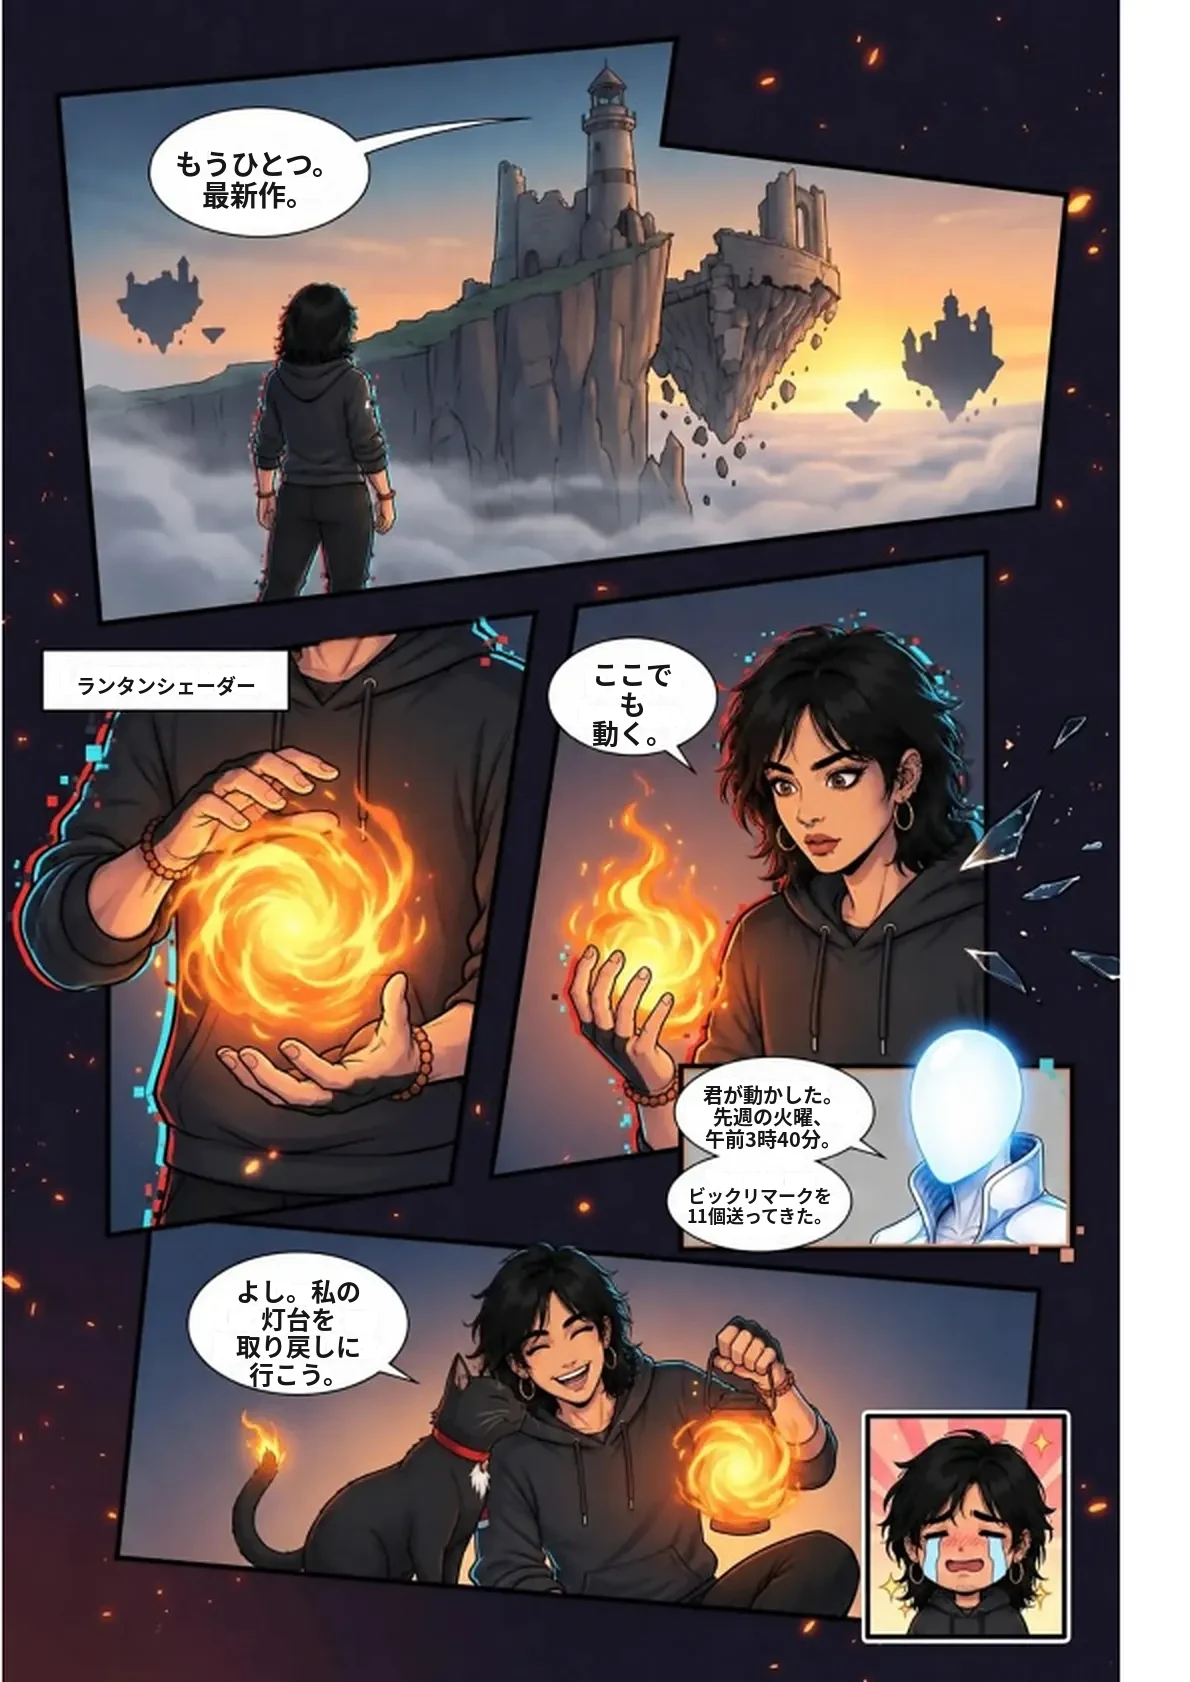 もうひとつ。
最新作。
ランタンシェーダー
ここで
も
動く。
君が動かした。
先週の火曜、
午前3時40分。
ビックリマークを
11個送ってきた。
よし。私の
灯台を
取り戻しに
行こう。